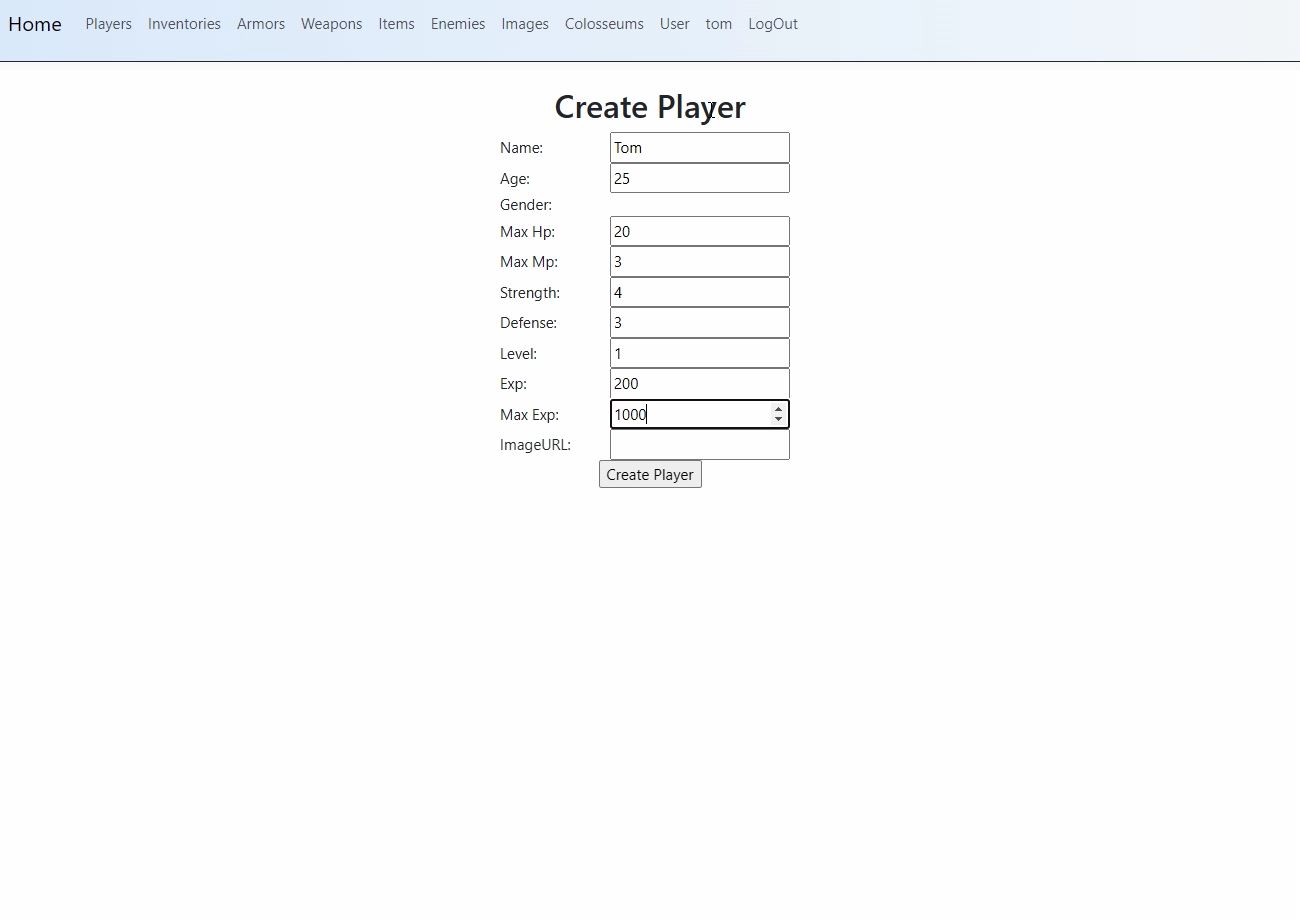 Home Players Inventories Armors Weapons Items Enemies Images Colosseums User tom LogOut
Create Player
Name: Tom
Age: 25
Gender:
Max Hp: 20
Max Mp: 3
Strength: 4
Defense: 3
Level: 1
Exp: 200
Max Exp: 1000
ImageURL:
Create Player